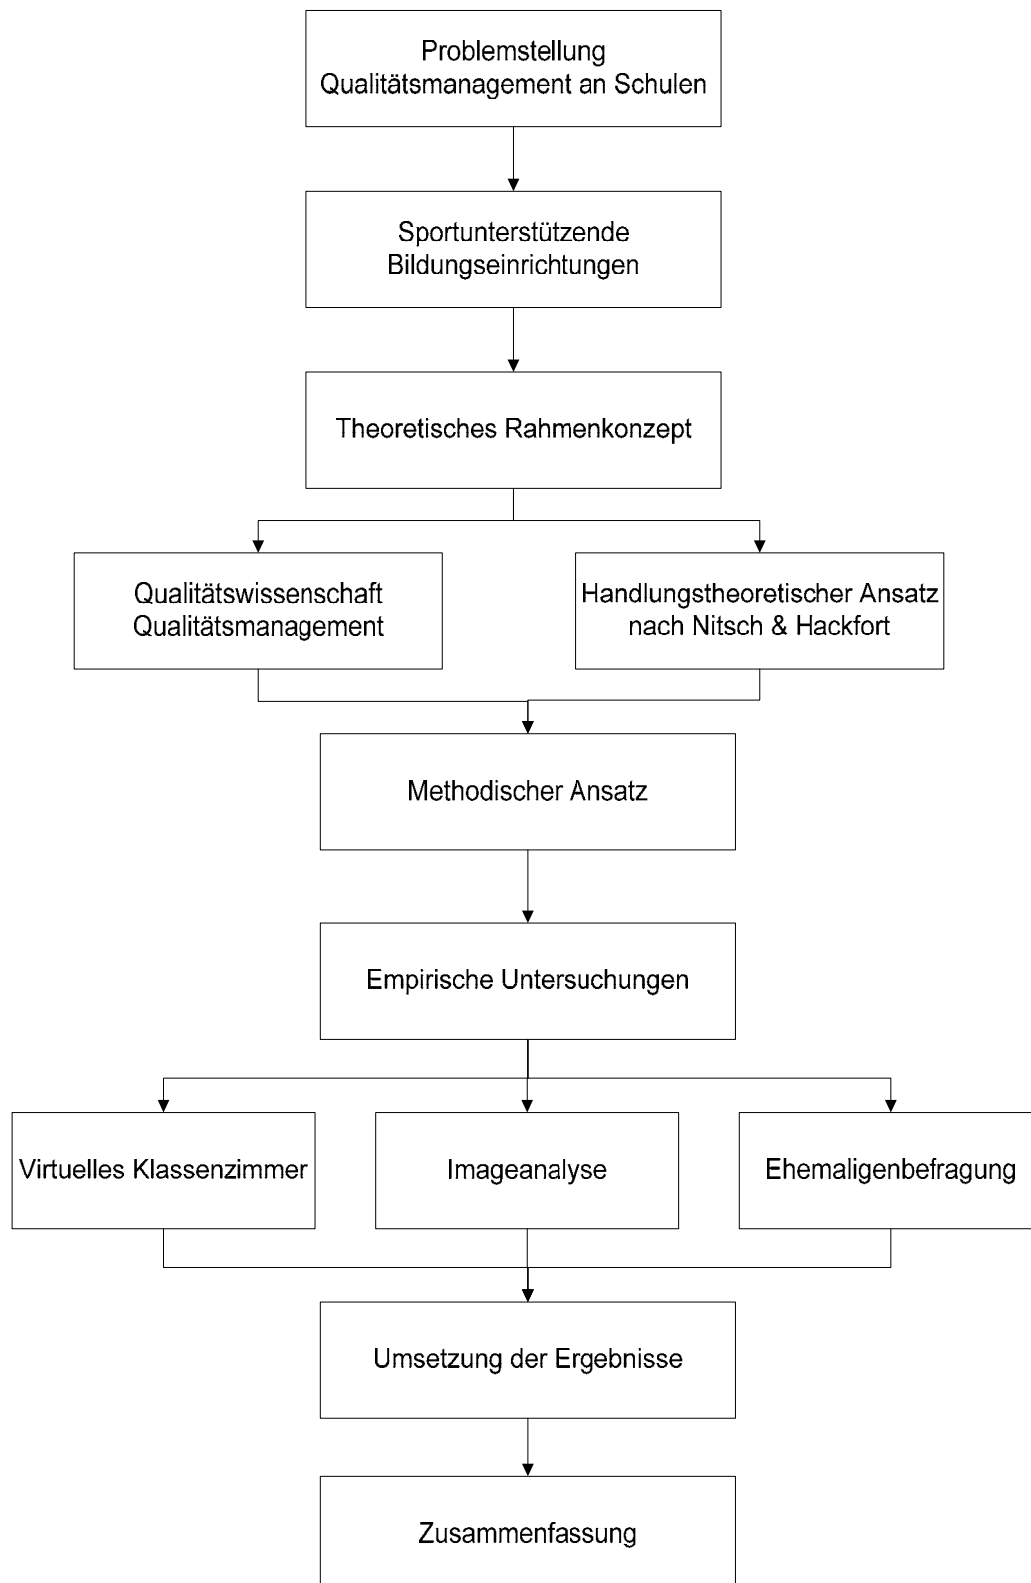 Problemstellung
Qualitätsmanagement an Schulen
Sportunterstützende
Bildungseinrichtungen
Theoretisches Rahmenkonzept
Qualitätswissenschaft
Qualitätsmanagement
Handlungstheoretischer Ansatz
nach Nitsch & Hackfort
Methodischer Ansatz
Empirische Untersuchungen
Virtuelles Klassenzimmer
Imageanalyse
Ehemaligenbefragung
Umsetzung der Ergebnisse
Zusammenfassung